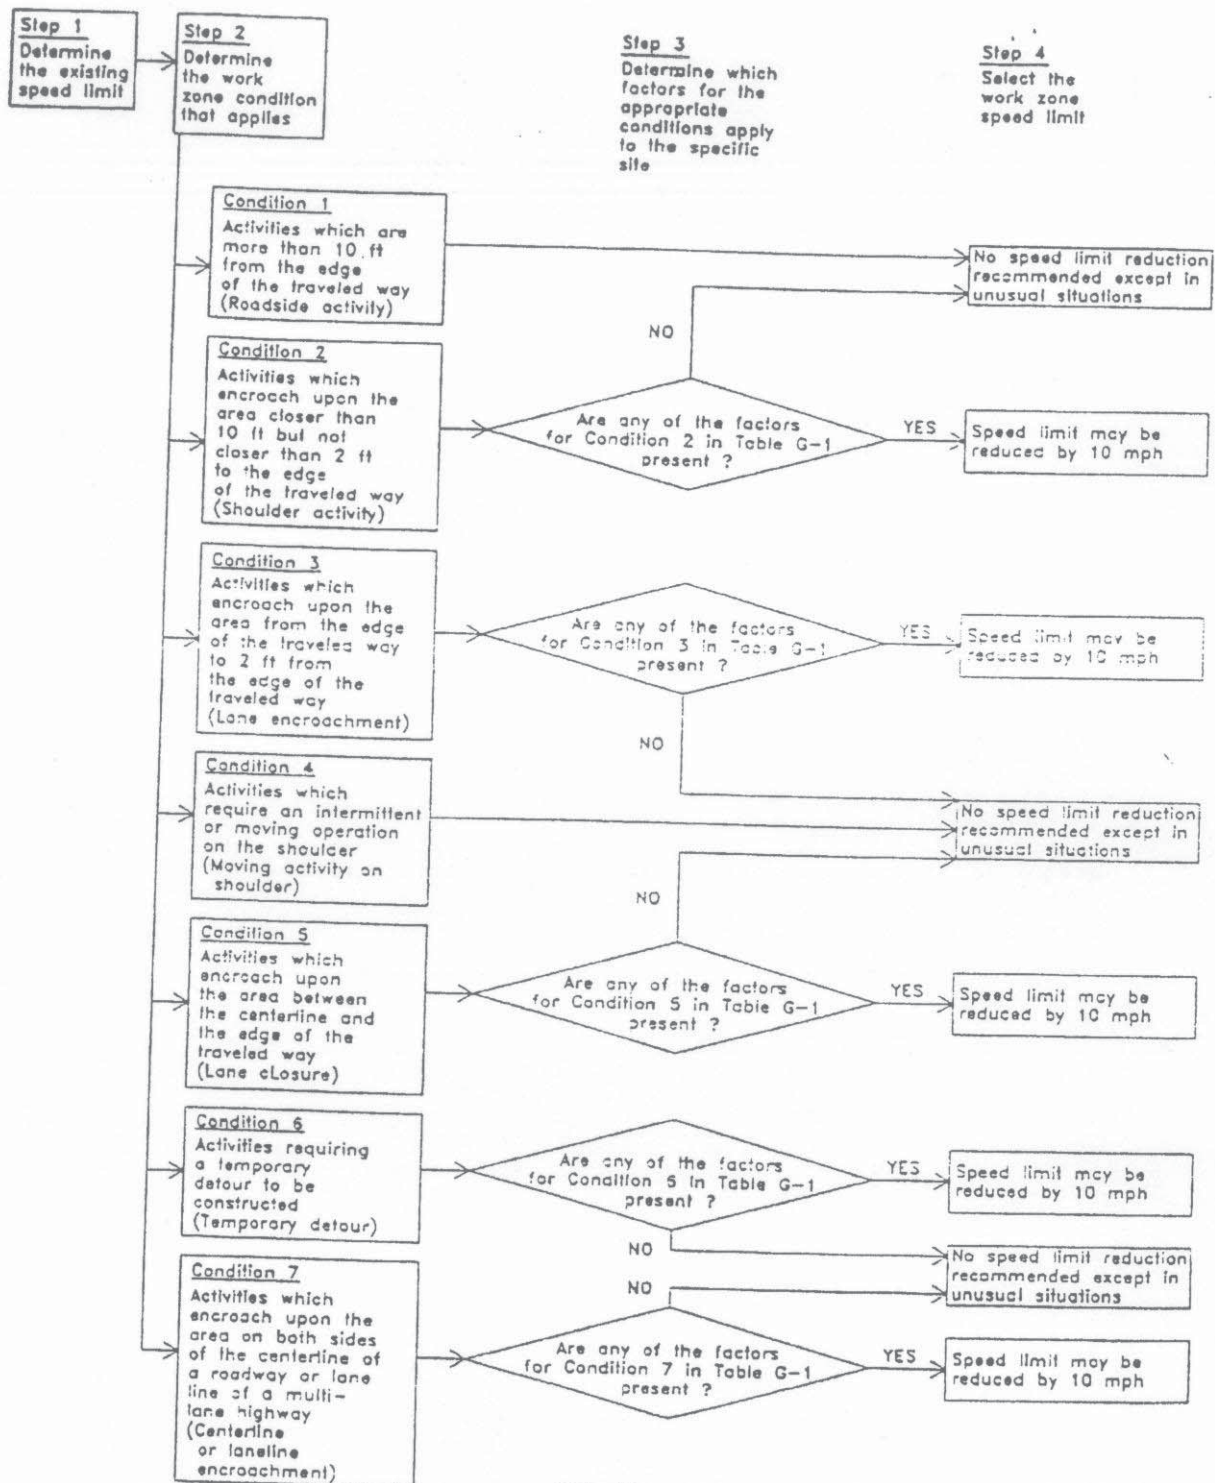 Step 1
Determine
the existing
speed limit
Step 2
Determine
the work
zone condition
that applies
Step 3
Determine which
factors for the
appropriate
conditions apply
to the specific
site
Step 4
Select the
work zone
speed limit
Condition 1
Activities which are
more than 10 ft
from the edge
of the traveled way
(Roadside activity)
No speed limit reduction
recommended except in
unusual situations
NO
Condition 2
Activities which
encroach upon the
area closer than
10 ft but not
closer than 2 ft
to the edge
of the traveled way
(Shoulder activity)
Are any of the factors
for Condition 2 in Table G-1
present ?
YES
Speed limit may be
reduced by 10 mph
Condition 3
Activities which
encroach upon the
area from the edge
of the traveled way
to 2 ft from
the edge of the
traveled way
(Lane encroachment)
Are any of the factors
for Condition 3 in Table G-1
present ?
YES
Speed limit may be
reduced by 10 mph
NO
Condition 4
Activities which
require an intermittent
or moving operation
on the shoulder
(Moving activity on
shoulder)
No speed limit reduction
recommended except in
unusual situations
NO
Condition 5
Activities which
encroach upon
the area between
the centerline and
the edge of the
traveled way
(Lane cLosure)
Are any of the factors
for Condition 5 in Table G-1
present ?
YES
Speed limit may be
reduced by 10 mph
Condition 6
Activities requiring
a temporary
detour to be
constructed
(Temporary detour)
Are any of the factors
for Condition 6 in Table G-1
present ?
YES
Speed limit may be
reduced by 10 mph
NO
No speed limit reduction
recommended except in
unusual situations
NO
Condition 7
Activities which
encroach upon the
area on both sides
of the centerline of
a roadway or lane
line of a multi-
lane highway
(Centerline
or laneline
encroachment)
Are any of the factors
for Condition 7 in Table G-1
present ?
YES
Speed limit may be
reduced by 10 mph